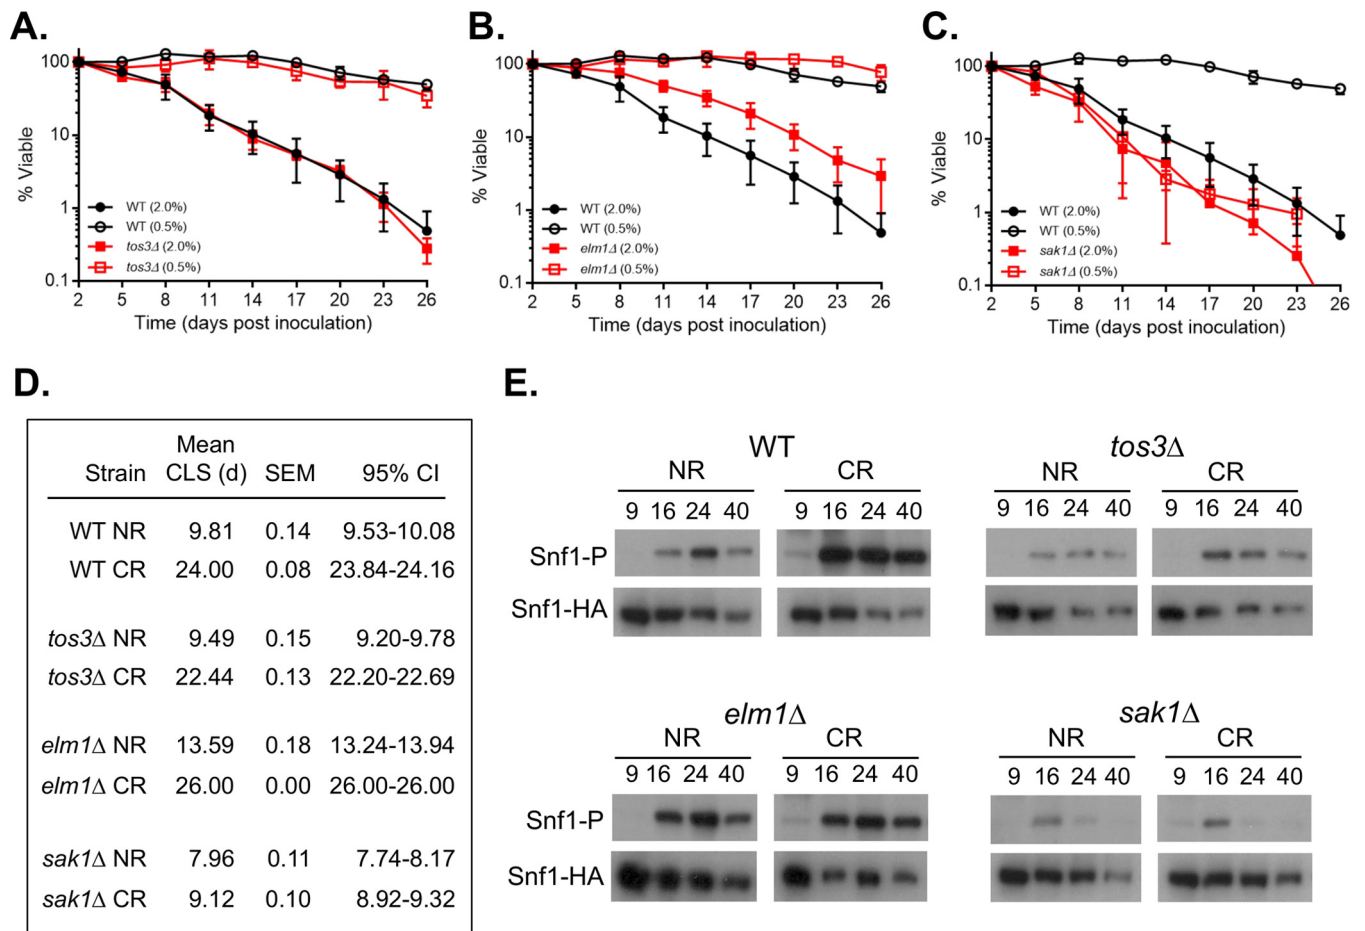 A.
% Viable
100
10
1
0.1
WT (2.0%)
WT (0.5%)
tos3Δ (2.0%)
tos3Δ (0.5%)
2 5 8 11 14 17 20 23 26
Time (days post inoculation)
B.
% Viable
100
10
1
0.1
WT (2.0%)
WT (0.5%)
elm1Δ (2.0%)
elm1Δ (0.5%)
2 5 8 11 14 17 20 23 26
Time (days post inoculation)
C.
% Viable
100
10
1
0.1
WT (2.0%)
WT (0.5%)
sak1Δ (2.0%)
sak1Δ (0.5%)
2 5 8 11 14 17 20 23 26
Time (days post inoculation)
D.
Mean
Strain CLS (d) SEM 95% CI
WT NR 9.81 0.14 9.53-10.08
WT CR 24.00 0.08 23.84-24.16
tos3Δ NR 9.49 0.15 9.20-9.78
tos3Δ CR 22.44 0.13 22.20-22.69
elm1Δ NR 13.59 0.18 13.24-13.94
elm1Δ CR 26.00 0.00 26.00-26.00
sak1Δ NR 7.96 0.11 7.74-8.17
sak1Δ CR 9.12 0.10 8.92-9.32
E.
WT
NR CR
9 16 24 40 9 16 24 40
Snf1-P
Snf1-HA
tos3Δ
NR CR
9 16 24 40 9 16 24 40
elm1Δ
NR CR
9 16 24 40 9 16 24 40
Snf1-P
Snf1-HA
sak1Δ
NR CR
9 16 24 40 9 16 24 40